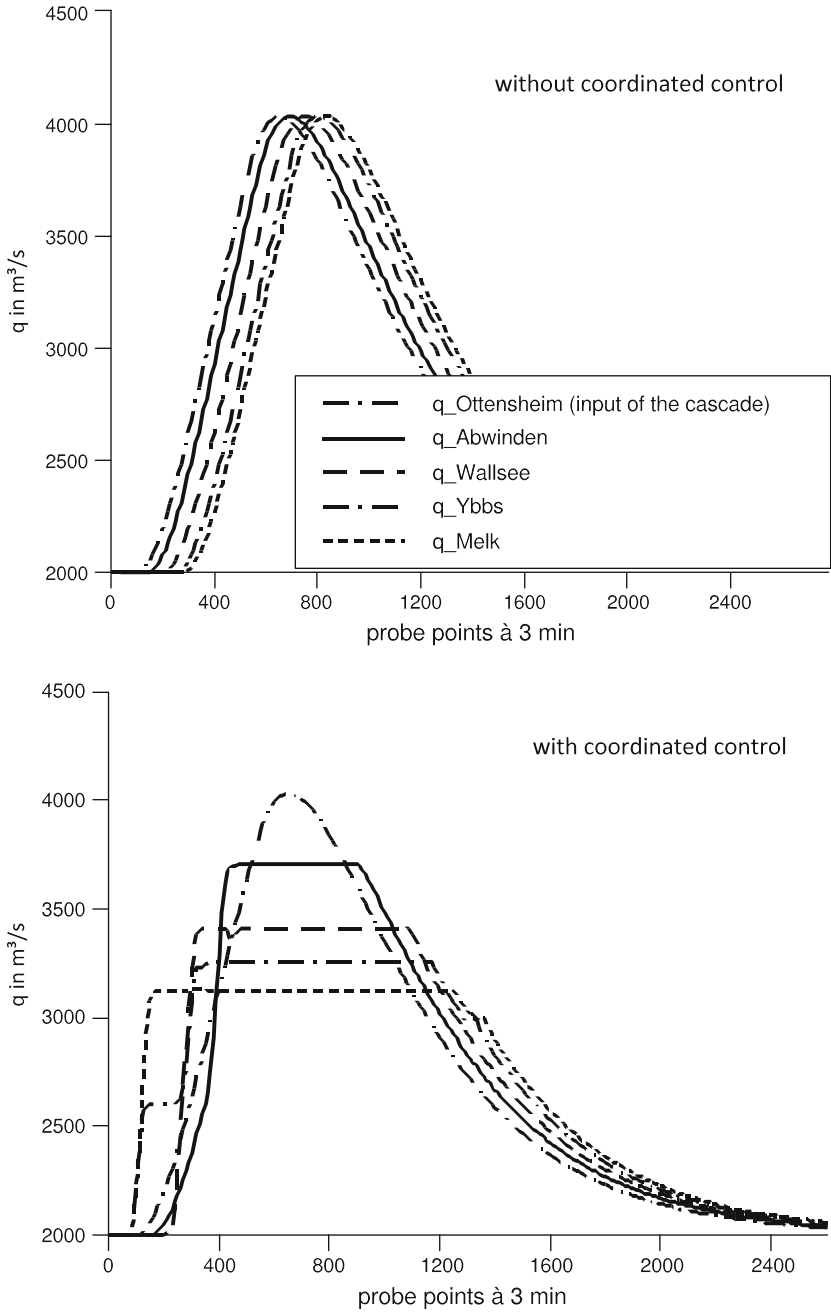 4500
without coordinated control
4000
3500
q in m³/s
3000
q_Ottensheim (input of the cascade)
q_Abwinden
2500
q_Wallsee
q_Ybbs
q_Melk
2000
0 400 800 1200 1600 2000 2400
probe points à 3 min
4500
with coordinated control
4000
3500
q in m³/s
3000
2500
2000
0 400 800 1200 1600 2000 2400
probe points à 3 min